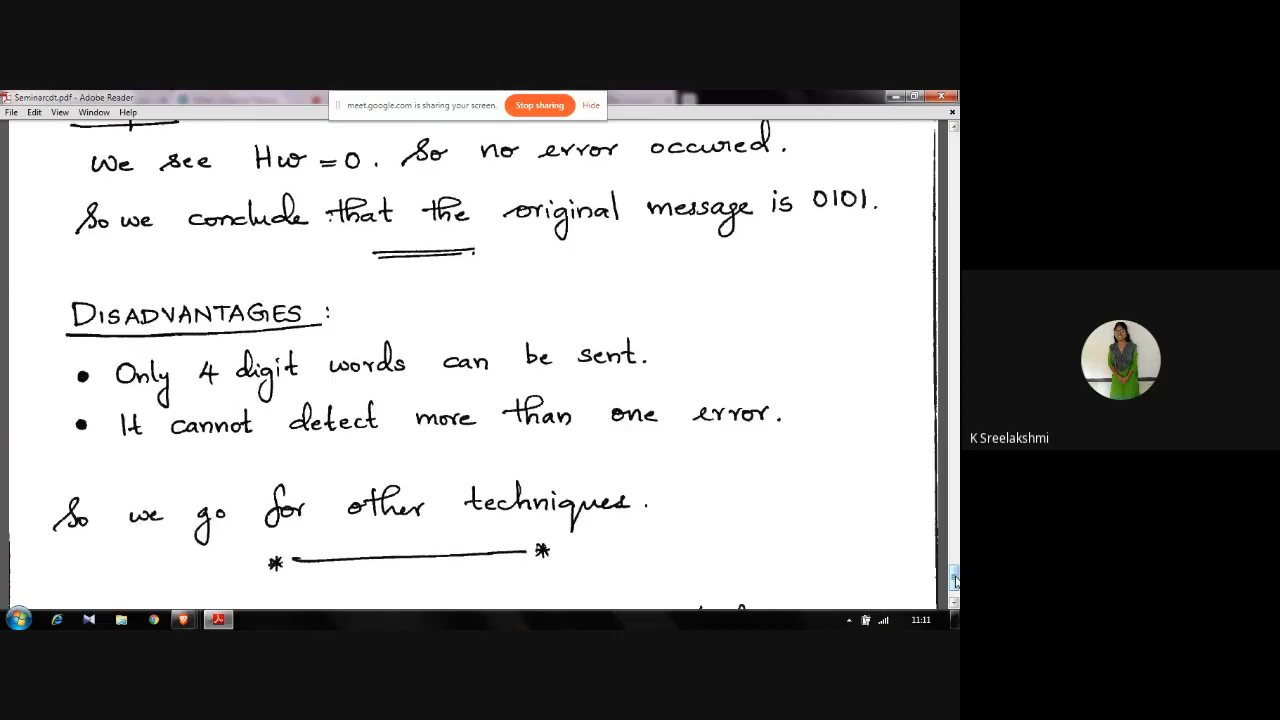 Seminarcdt.pdf - Adobe Reader
File Edit View Window Help
meet.google.com is sharing your screen. Stop sharing Hide
We see Hw = 0. So no error occured.
So we conclude that the original message is 0101.
DISADVANTAGES :
• Only 4 digit words can be sent.
• It cannot detect more than one error.
So we go for other techniques.
* *
K Sreelakshmi
11:11